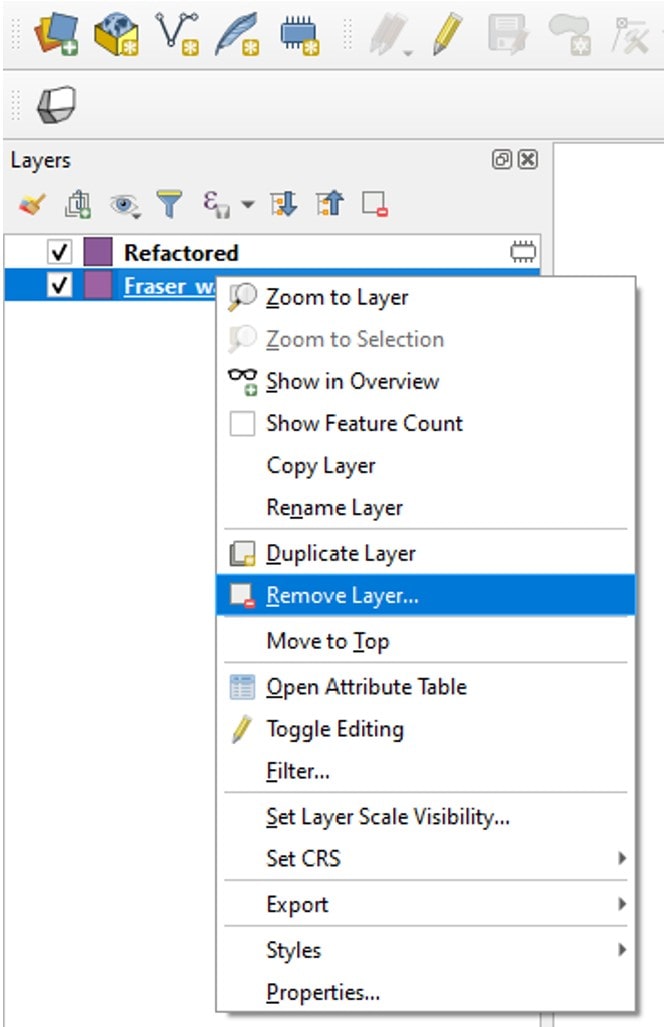 Layers
Refactored
Fraser
Zoom to Layer
Zoom to Selection
Show in Overview
Show Feature Count
Copy Layer
Rename Layer
Duplicate Layer
Remove Layer...
Move to Top
Open Attribute Table
Toggle Editing
Filter...
Set Layer Scale Visibility...
Set CRS
Export
Styles
Properties...